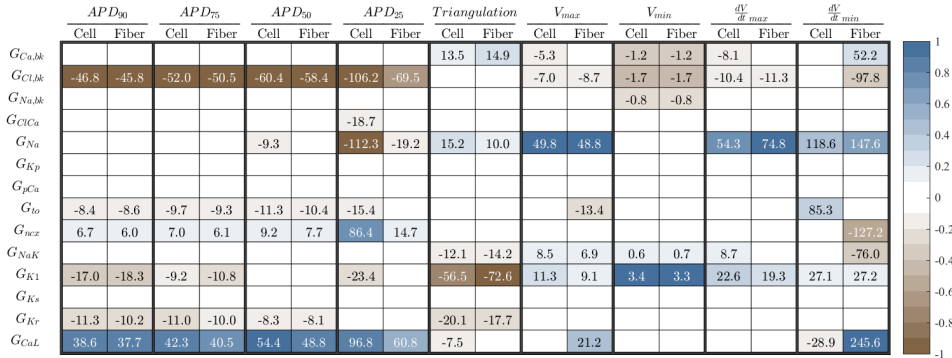 APD90 APD75 APD50 APD25 Triangulation Vmax Vmin dV/dt max dV/dt min
Cell Fiber Cell Fiber Cell Fiber Cell Fiber Cell Fiber Cell Fiber Cell Fiber Cell Fiber Cell Fiber
GCa,bk 13.5 14.9 -5.3 -1.2 -1.2 -8.1 52.2
GCl,bk -46.8 -45.8 -52.0 -50.5 -60.4 -58.4 -106.2 -69.5 -7.0 -8.7 -1.7 -1.7 -10.4 -11.3 -97.8
GNa,bk -0.8 -0.8
GClCa -18.7
GNa -9.3 -112.3 -19.2 15.2 10.0 49.8 48.8 54.3 74.8 118.6 147.6
GKp
GpCa
Gto -8.4 -8.6 -9.7 -9.3 -11.3 -10.4 -15.4 -13.4 85.3
Gncx 6.7 6.0 7.0 6.1 9.2 7.7 86.4 14.7 -127.2
GNaK -12.1 -14.2 8.5 6.9 0.6 0.7 8.7 -76.0
GK1 -17.0 -18.3 -9.2 -10.8 -23.4 -56.5 -72.6 11.3 9.1 3.4 3.3 22.6 19.3 27.1 27.2
GKs
GKr -11.3 -10.2 -11.0 -10.0 -8.3 -8.1 -20.1 -17.7
GCaL 38.6 37.7 42.3 40.5 54.4 48.8 96.8 60.8 -7.5 21.2 -28.9 245.6
1
0.8
0.6
0.4
0.2
0
-0.2
-0.4
-0.6
-0.8
-1